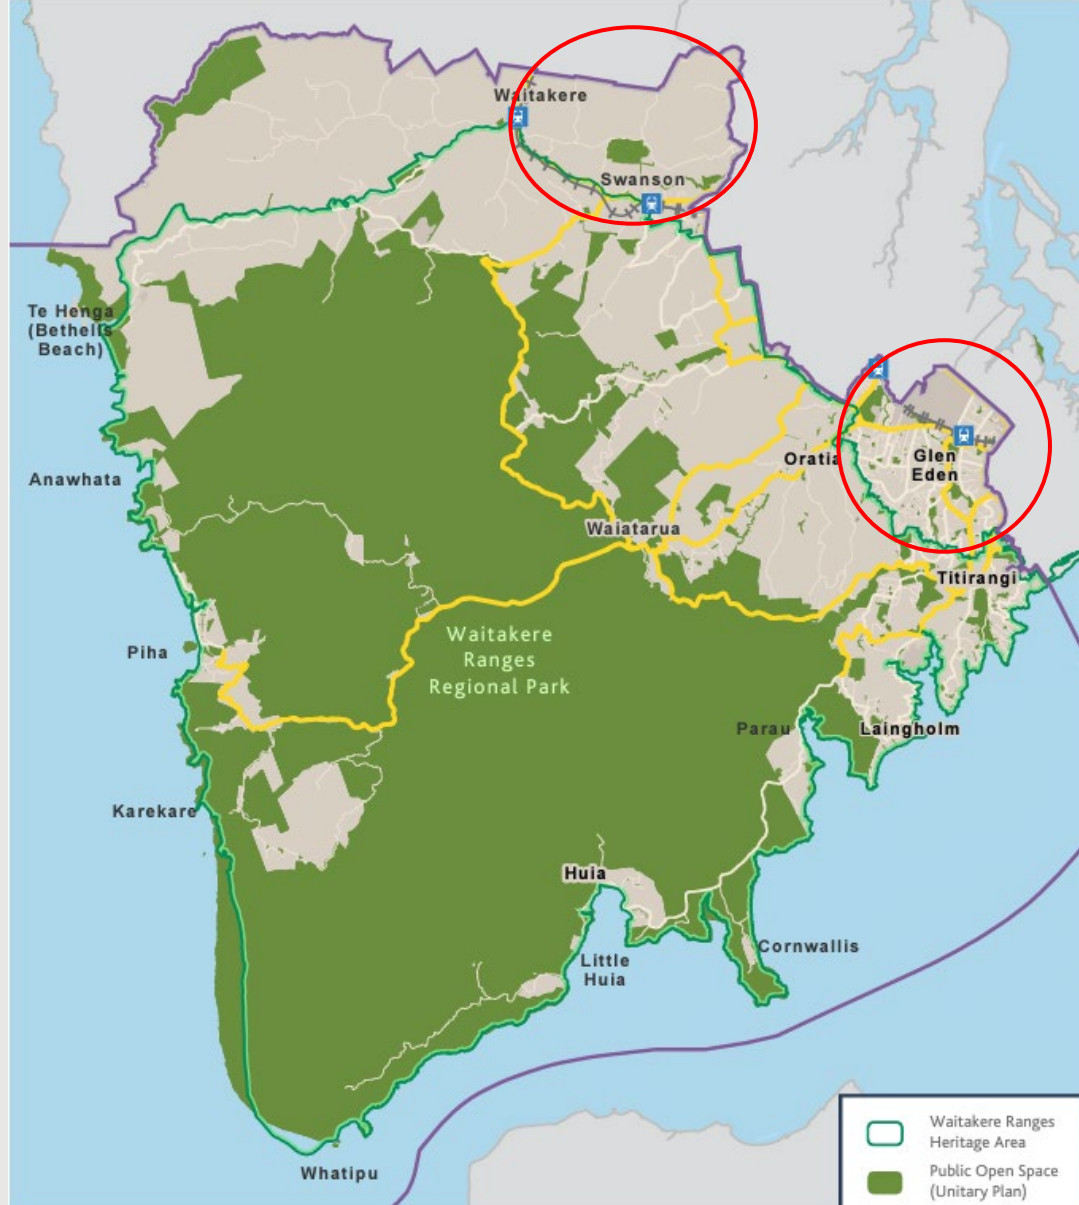 Waitakere
Swanson
Te Henga
(Bethells
Beach)
Anawhata
Oratia
Glen
Eden
Waiatarua
Titirangi
Waitakere
Ranges
Regional Park
Piha
Parau
Laingholm
Karekare
Huia
Cornwallis
Little
Huia
Whatipu
Waitakere Ranges
Heritage Area
Public Open Space
(Unitary Plan)